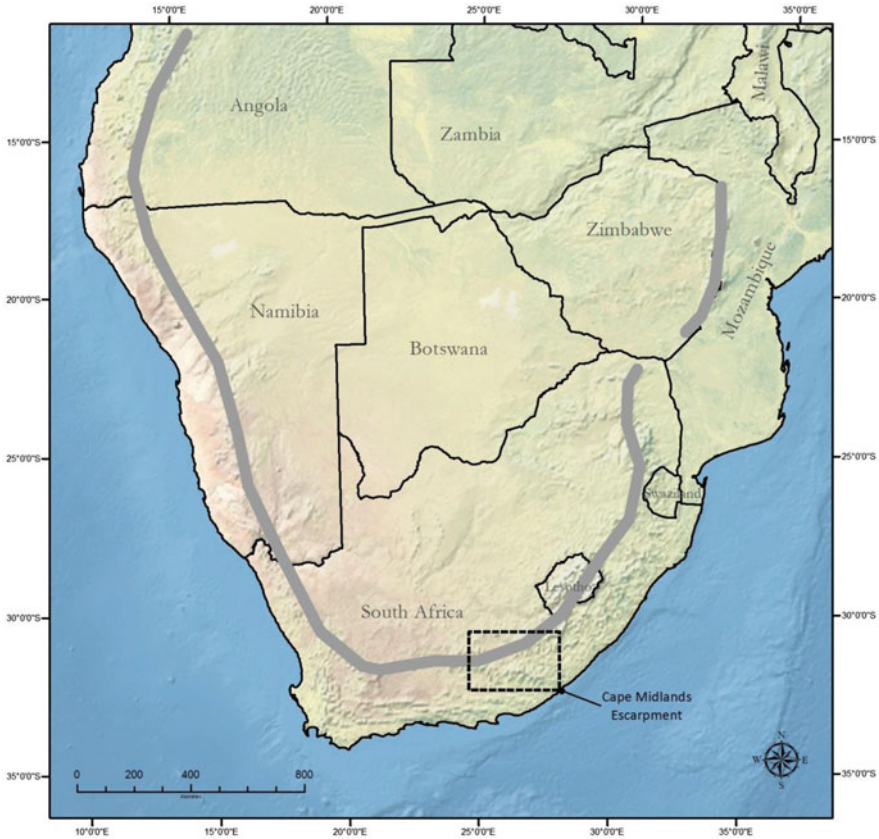 15°0'0"E 20°0'0"E 25°0'0"E 30°0'0"E 35°0'0"E
Angola
Malawi
Zambia
15°0'0"S
15°0'0"S
Zimbabwe
Mozambique
Namibia
20°0'0"S
20°0'0"S
Botswana
25°0'0"S
25°0'0"S
Swaziland
Lesotho
South Africa
30°0'0"S
30°0'0"S
Cape Midlands
Escarpment
N
W E
S
35°0'0"S
35°0'0"S
0 200 400 800
10°0'0"E 15°0'0"E 20°0'0"E 25°0'0"E 30°0'0"E 35°0'0"E